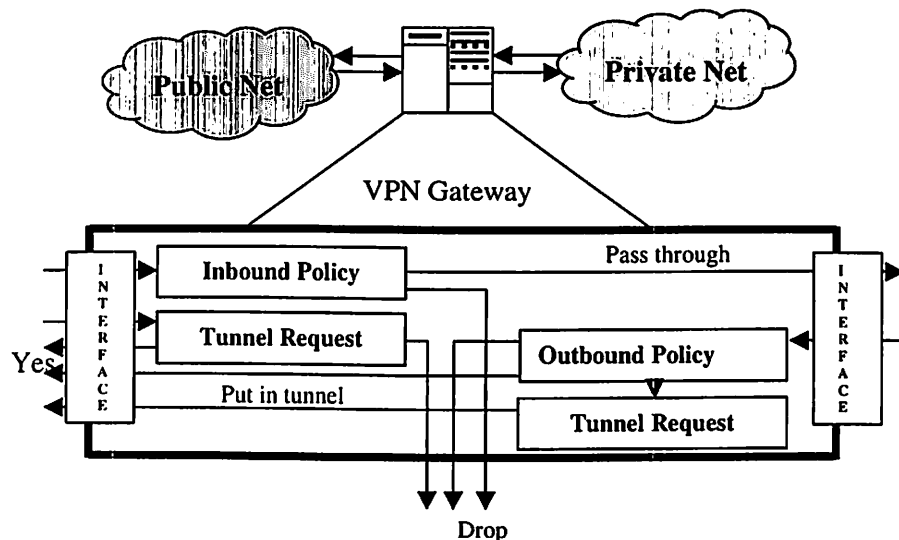 Public Net
Private Net
VPN Gateway
INTERFACE
Inbound Policy
Pass through
INTERFACE
Tunnel Request
Outbound Policy
Yes
Put in tunnel
Tunnel Request
Drop